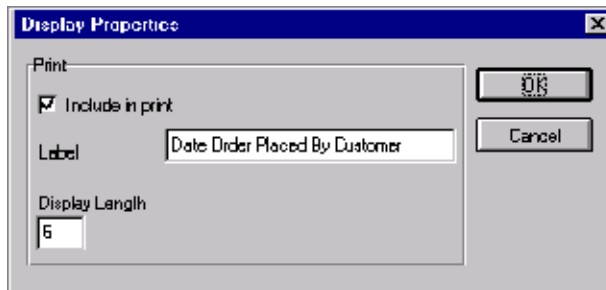 Display Properties
Print
Include in print
Label
Date Order Placed By Customer
Display Length
6
OK
Cancel